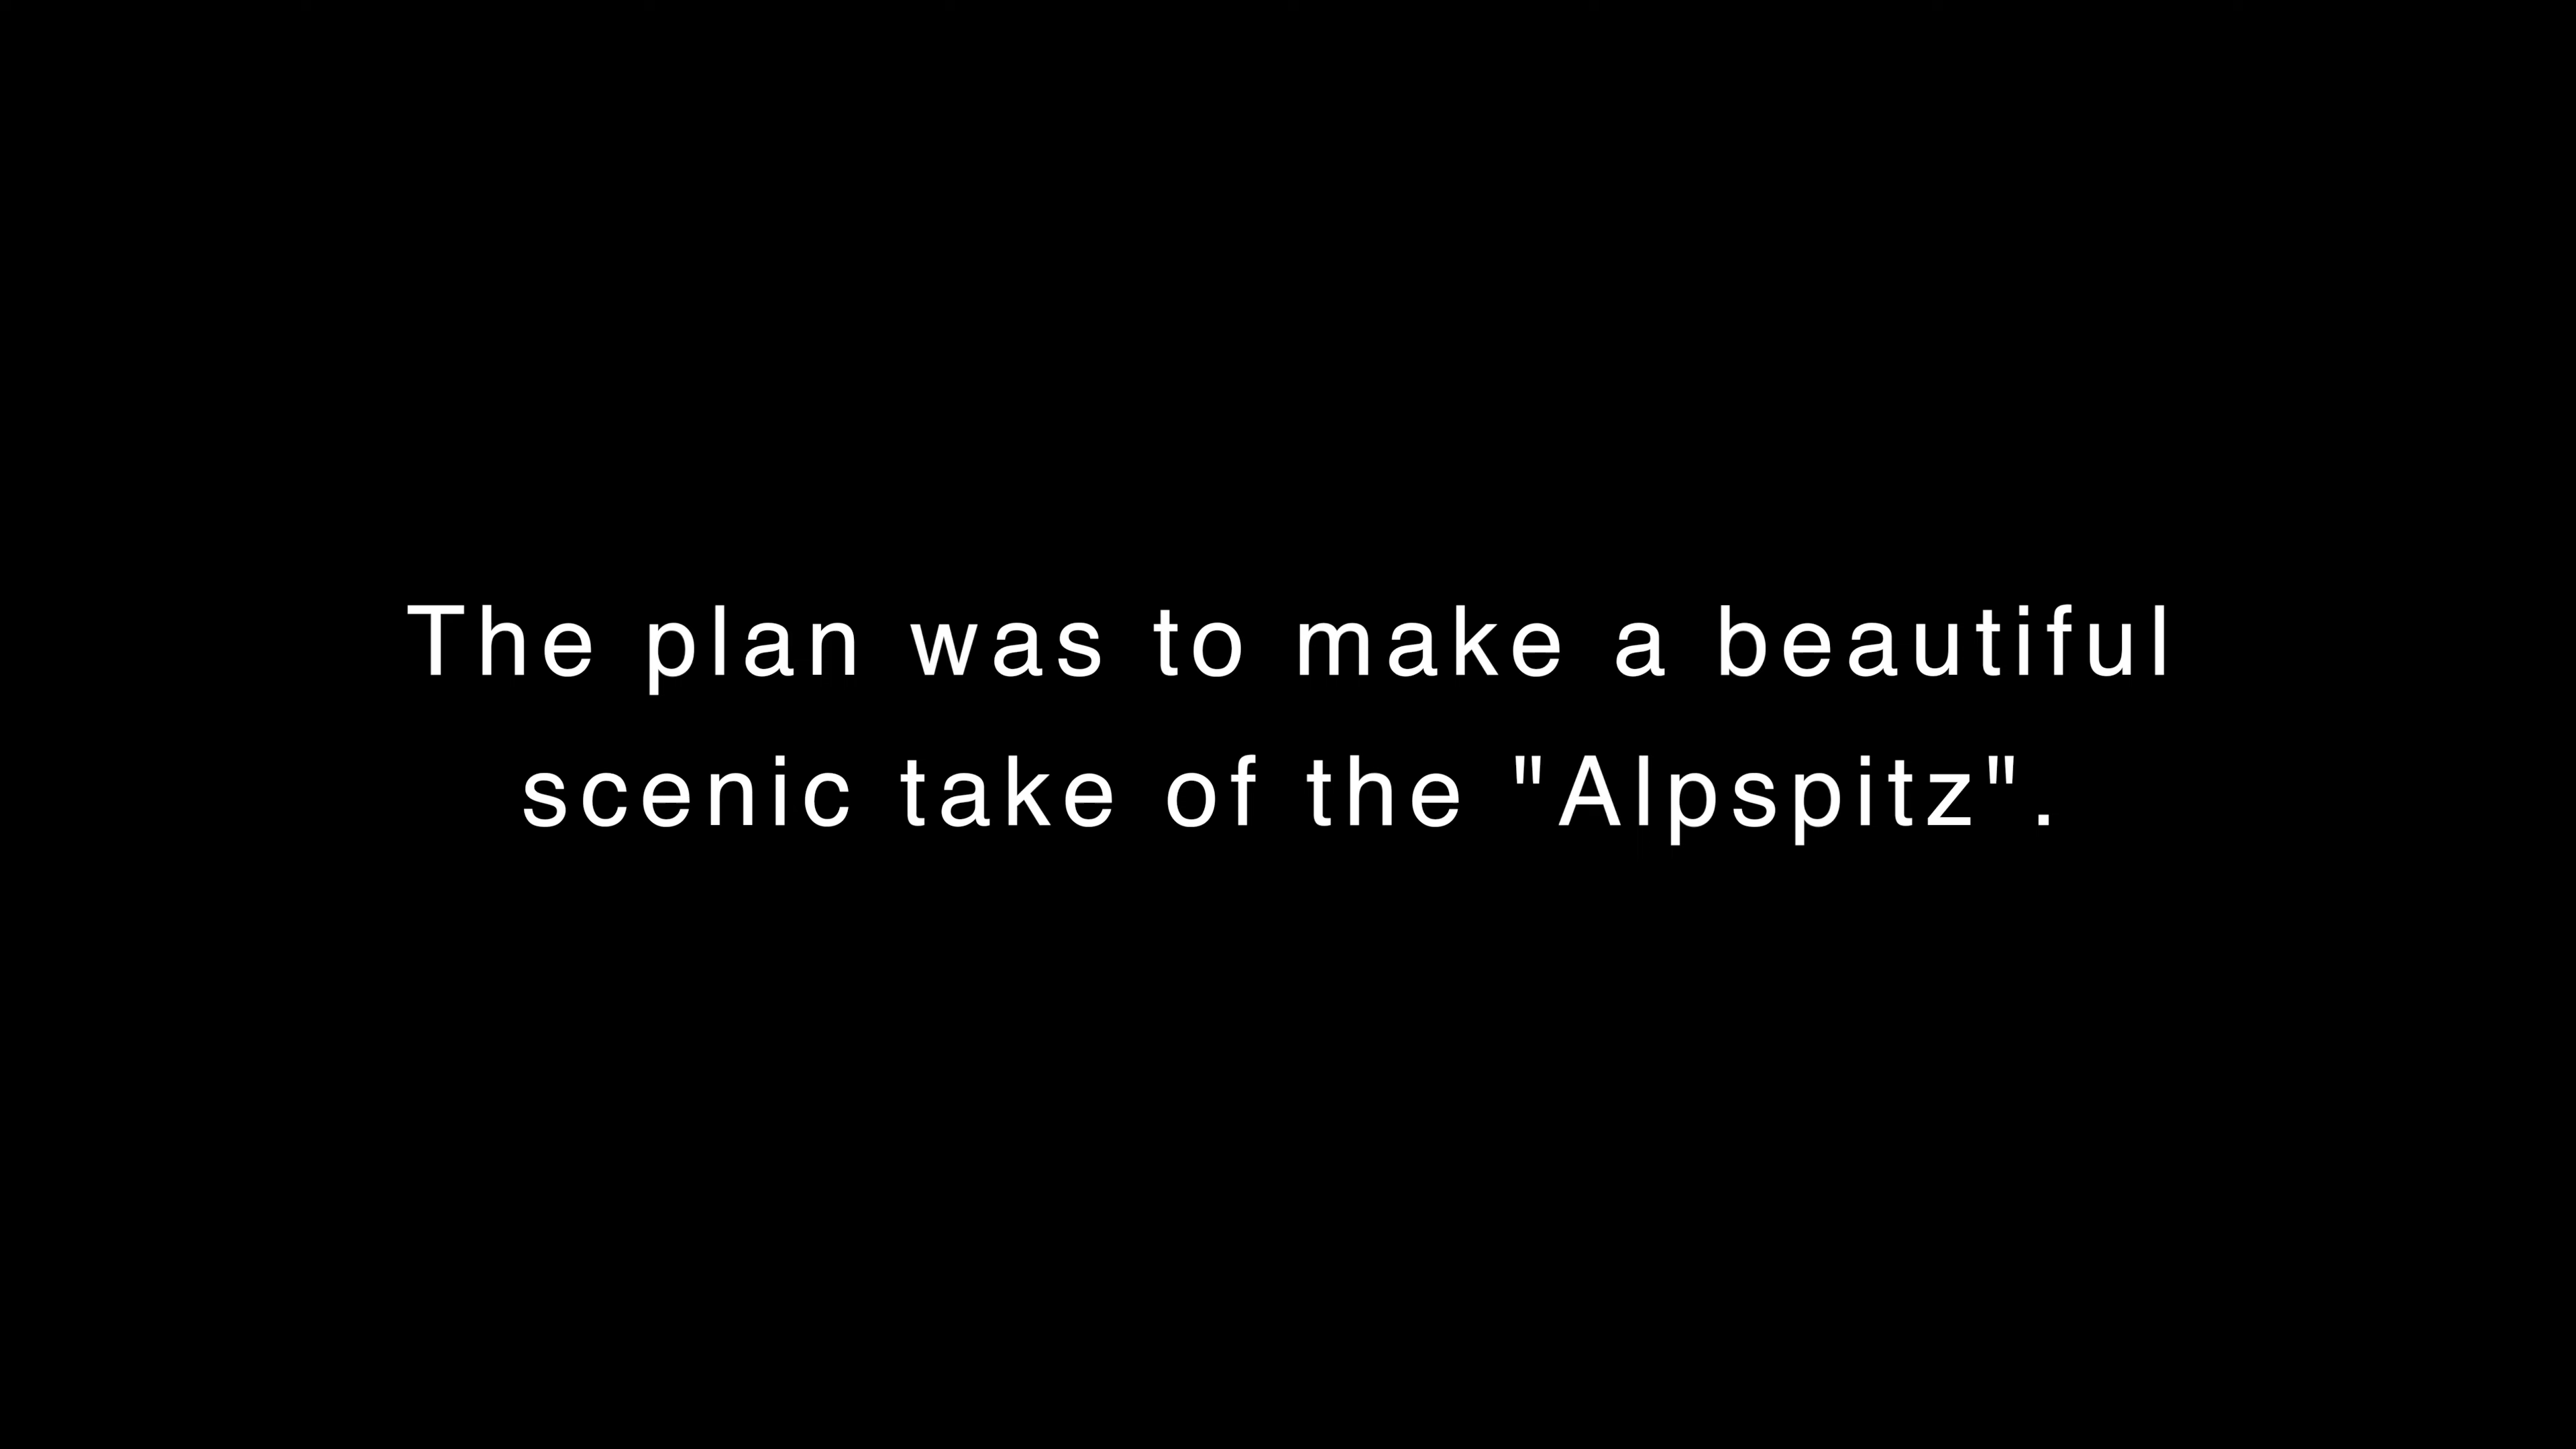 The plan was to make a beautiful
scenic take of the "Alpspitz".